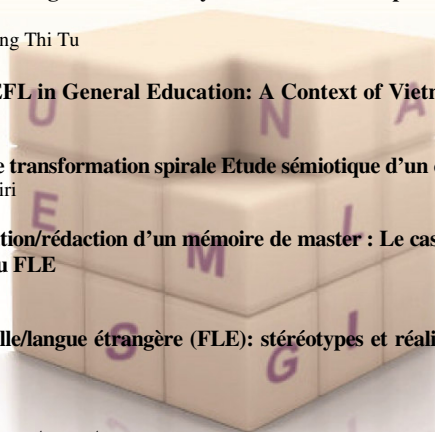 ng Thi Tu
EFL in General Education: A Context of Vietn
e transformation spirale Etude sémiotique d'un
iri
tion/rédaction d'un mémoire de master : Le cas
u FLE
lle/langue étrangère (FLE): stéréotypes et réali
U N A
E M L
S G I